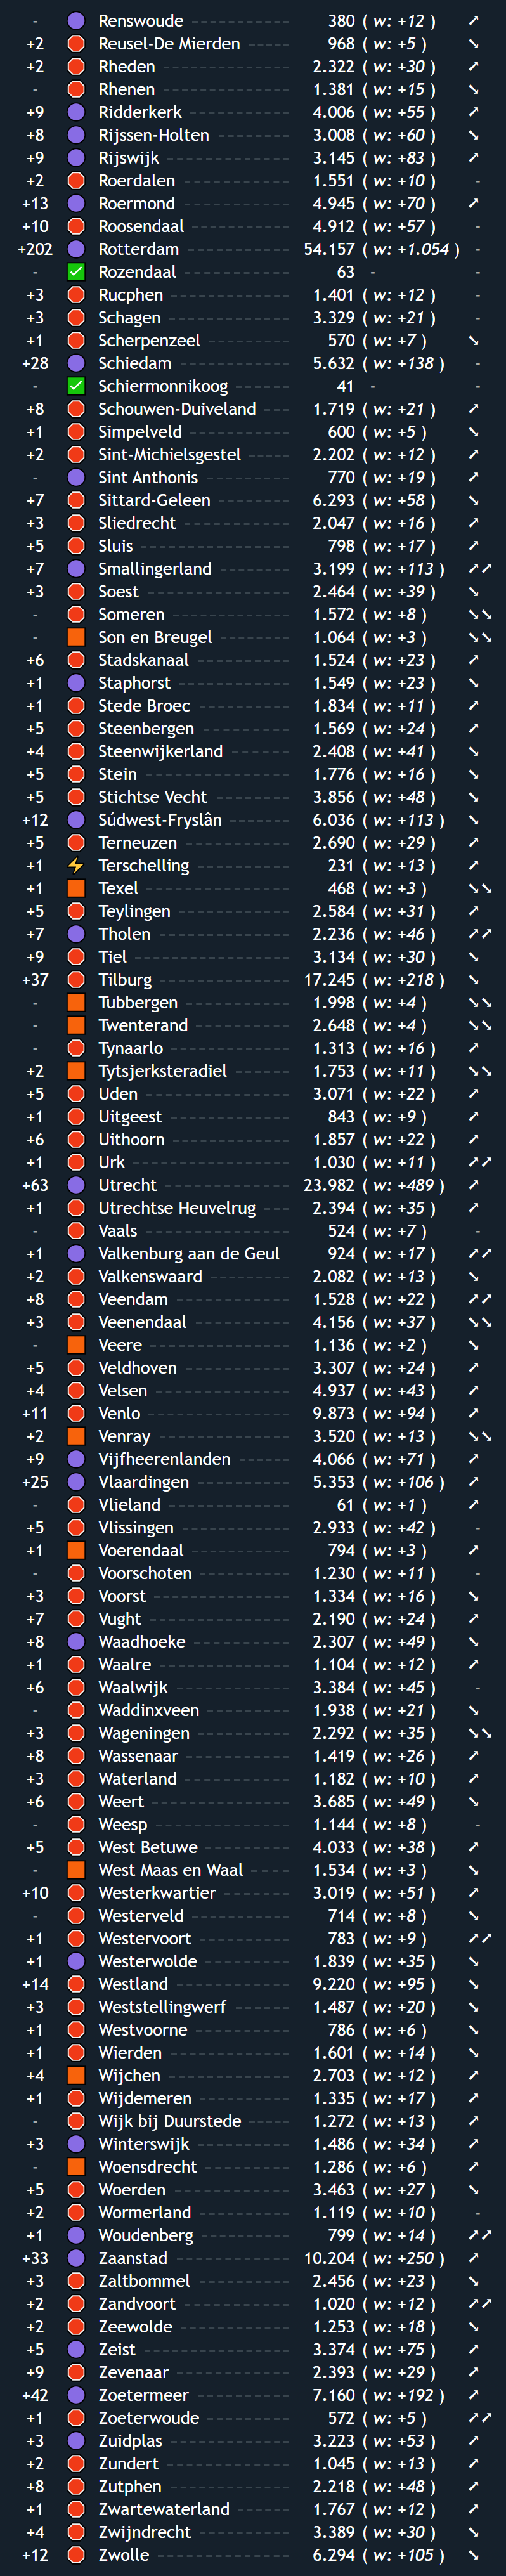 - Renswoude 380 ( w: +12 ) ➚
+2 Reusel-De Mierden 968 ( w: +5 ) ➘
+2 Rheden 2.322 ( w: +30 ) ➚
- Rhenen 1.381 ( w: +15 ) ➘
+9 Ridderkerk 4.006 ( w: +55 ) ➚
+8 Rijssen-Holten 3.008 ( w: +60 ) ➘
+9 Rijswijk 3.145 ( w: +83 ) ➚
+2 Roerdalen 1.551 ( w: +10 ) -
+13 Roermond 4.945 ( w: +70 ) ➚
+10 Roosendaal 4.912 ( w: +57 ) -
+202 Rotterdam 54.157 ( w: +1.054 ) -
- Rozendaal 63 - -
+3 Rucphen 1.401 ( w: +12 ) -
+3 Schagen 3.329 ( w: +21 ) -
+1 Scherpenzeel 570 ( w: +7 ) ➘
+28 Schiedam 5.632 ( w: +138 ) -
- Schiermonnikoog 41 - -
+8 Schouwen-Duiveland 1.719 ( w: +21 ) ➚
+1 Simpelveld 600 ( w: +5 ) ➘
+2 Sint-Michielsgestel 2.202 ( w: +12 ) ➚
- Sint Anthonis 770 ( w: +19 ) ➚
+7 Sittard-Geleen 6.293 ( w: +58 ) ➘
+3 Sliedrecht 2.047 ( w: +16 ) ➚
+5 Sluis 798 ( w: +17 ) ➚
+7 Smallingerland 3.199 ( w: +113 ) ➚➚
+3 Soest 2.464 ( w: +39 ) ➘
- Someren 1.572 ( w: +8 ) ➘➘
- Son en Breugel 1.064 ( w: +3 ) ➘➘
+6 Stadskanaal 1.524 ( w: +23 ) ➚
+1 Staphorst 1.549 ( w: +23 ) ➘
+1 Stede Broec 1.834 ( w: +11 ) ➚
+5 Steenbergen 1.569 ( w: +24 ) ➚
+4 Steenwijkerland 2.408 ( w: +41 ) ➘
+5 Stein 1.776 ( w: +16 ) ➘
+5 Stichtse Vecht 3.856 ( w: +48 ) ➘
+12 Súdwest-Fryslân 6.036 ( w: +113 ) ➘
+5 Terneuzen 2.690 ( w: +29 ) ➚
+1 Terschelling 231 ( w: +13 ) ➚
+1 Texel 468 ( w: +3 ) ➘➘
+5 Teylingen 2.584 ( w: +31 ) ➚
+7 Tholen 2.236 ( w: +46 ) ➚➚
+9 Tiel 3.134 ( w: +30 ) ➘
+37 Tilburg 17.245 ( w: +218 ) ➘
- Tubbergen 1.998 ( w: +4 ) ➘➘
- Twenterand 2.648 ( w: +4 ) ➘➘
- Tynaarlo 1.313 ( w: +16 ) ➚
+2 Tytsjerksteradiel 1.753 ( w: +11 ) ➘➘
+5 Uden 3.071 ( w: +22 ) ➚
+1 Uitgeest 843 ( w: +9 ) ➚
+6 Uithoorn 1.857 ( w: +22 ) ➚
+1 Urk 1.030 ( w: +11 ) ➚➚
+63 Utrecht 23.982 ( w: +489 ) ➚
+1 Utrechtse Heuvelrug 2.394 ( w: +35 ) ➚
- Vaals 524 ( w: +7 ) -
+1 Valkenburg aan de Geul 924 ( w: +17 ) ➚➚
+2 Valkenswaard 2.082 ( w: +13 ) ➘
+8 Veendam 1.528 ( w: +22 ) ➚➚
+3 Veenendaal 4.156 ( w: +37 ) ➘➘
- Veere 1.136 ( w: +2 ) ➘
+5 Veldhoven 3.307 ( w: +24 ) ➚
+4 Velsen 4.937 ( w: +43 ) ➚
+11 Venlo 9.873 ( w: +94 ) ➚
+2 Venray 3.520 ( w: +13 ) ➘➘
+9 Vijfheerenlanden 4.066 ( w: +71 ) ➚
+25 Vlaardingen 5.353 ( w: +106 ) ➚
- Vlieland 61 ( w: +1 ) ➚
+5 Vlissingen 2.933 ( w: +42 ) -
+1 Voerendaal 794 ( w: +3 ) ➚
- Voorschoten 1.230 ( w: +11 ) -
+3 Voorst 1.334 ( w: +16 ) ➘
+7 Vught 2.190 ( w: +24 ) ➚
+8 Waadhoeke 2.307 ( w: +49 ) ➘
+1 Waalre 1.104 ( w: +12 ) ➚
+6 Waalwijk 3.384 ( w: +45 ) -
- Waddinxveen 1.938 ( w: +21 ) ➘
+3 Wageningen 2.292 ( w: +35 ) ➘➘
+8 Wassenaar 1.419 ( w: +26 ) ➚
+3 Waterland 1.182 ( w: +10 ) ➚
+6 Weert 3.685 ( w: +49 ) ➘
- Weesp 1.144 ( w: +8 ) -
+5 West Betuwe 4.033 ( w: +38 ) ➚
- West Maas en Waal 1.534 ( w: +3 ) ➘
+10 Westerkwartier 3.019 ( w: +51 ) ➚
- Westerveld 714 ( w: +8 ) ➘
+1 Westervoort 783 ( w: +9 ) ➚➚
+1 Westerwolde 1.839 ( w: +35 ) ➘
+14 Westland 9.220 ( w: +95 ) ➘
+3 Weststellingwerf 1.487 ( w: +20 ) ➘
+1 Westvoorne 786 ( w: +6 ) ➘
+1 Wierden 1.601 ( w: +14 ) ➘
+4 Wijchen 2.703 ( w: +12 ) ➚
+1 Wijdemeren 1.335 ( w: +17 ) ➚
- Wijk bij Duurstede 1.272 ( w: +13 ) ➚
+3 Winterswijk 1.486 ( w: +34 ) ➚
- Woensdrecht 1.286 ( w: +6 ) ➚
+5 Woerden 3.463 ( w: +27 ) ➘
+2 Wormerland 1.119 ( w: +10 ) -
+1 Woudenberg 799 ( w: +14 ) ➚➚
+33 Zaanstad 10.204 ( w: +250 ) ➚
+3 Zaltbommel 2.456 ( w: +23 ) ➘
+2 Zandvoort 1.020 ( w: +12 ) ➚➚
+2 Zeewolde 1.253 ( w: +18 ) ➘
+5 Zeist 3.374 ( w: +75 ) ➚
+9 Zevenaar 2.393 ( w: +29 ) ➚
+42 Zoetermeer 7.160 ( w: +192 ) ➚
+1 Zoeterwoude 572 ( w: +5 ) ➚➚
+3 Zuidplas 3.223 ( w: +53 ) ➚
+2 Zundert 1.045 ( w: +13 ) ➚
+8 Zutphen 2.218 ( w: +48 ) ➚
+1 Zwartewaterland 1.767 ( w: +12 ) ➚
+4 Zwijndrecht 3.389 ( w: +30 ) ➘
+12 Zwolle 6.294 ( w: +105 ) ➘